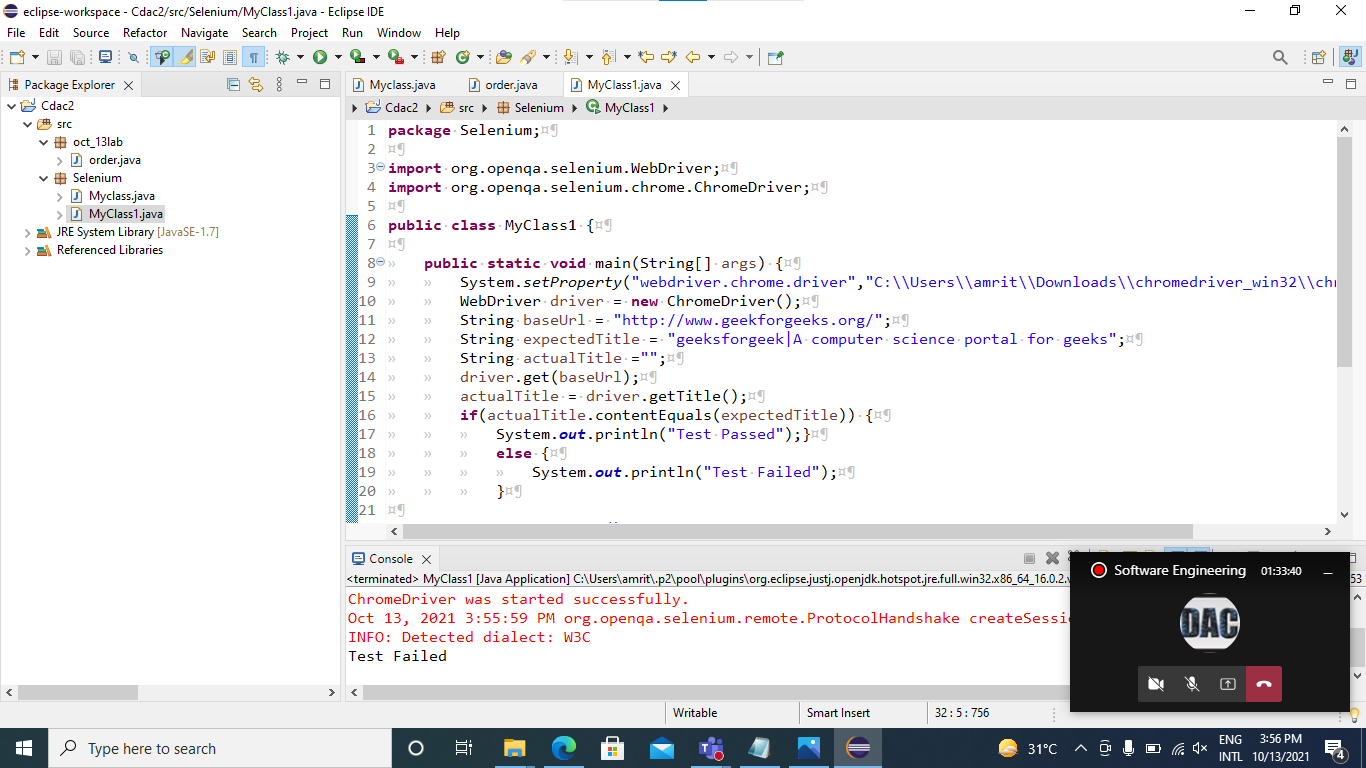 eclipse-workspace - Cdac2/src/Selenium/MyClass1.java - Eclipse IDE
File Edit Source Refactor Navigate Search Project Run Window Help
Package Explorer
Cdac2
src
oct_13lab
order.java
Selenium
Myclass.java
MyClass1.java
JRE System Library [JavaSE-1.7]
Referenced Libraries
Myclass.java order.java MyClass1.java
Cdac2 src Selenium MyClass1
1 package Selenium;
2
3 import org.openqa.selenium.WebDriver;
4 import org.openqa.selenium.chrome.ChromeDriver;
5
6 public class MyClass1 {
7
8 public static void main(String[] args) {
9 System.setProperty("webdriver.chrome.driver","C:\\Users\\amrit\\Downloads\\chromedriver_win32\\chr
10 WebDriver driver = new ChromeDriver();
11 String baseUrl = "http://www.geekforgeeks.org/";
12 String expectedTitle = "geeksforgeek|A computer science portal for geeks";
13 String actualTitle ="";
14 driver.get(baseUrl);
15 actualTitle = driver.getTitle();
16 if(actualTitle.contentEquals(expectedTitle)) {
17 System.out.println("Test Passed");}
18 else {
19 System.out.println("Test Failed");
20 }
21
Console
<terminated> MyClass1 [Java Application] C:\Users\amrit\.p2\pool\plugins\org.eclipse.justj.openjdk.hotspot.jre.full.win32.x86_64_16.0.2.v
53
ChromeDriver was started successfully.
Oct 13, 2021 3:55:59 PM org.openqa.selenium.remote.ProtocolHandshake createSessi
INFO: Detected dialect: W3C
Test Failed
Software Engineering 01:33:40
DAC
Writable Smart Insert 32 : 5 : 756
Type here to search
31°C
ENG
INTL
3:56 PM
10/13/2021
4